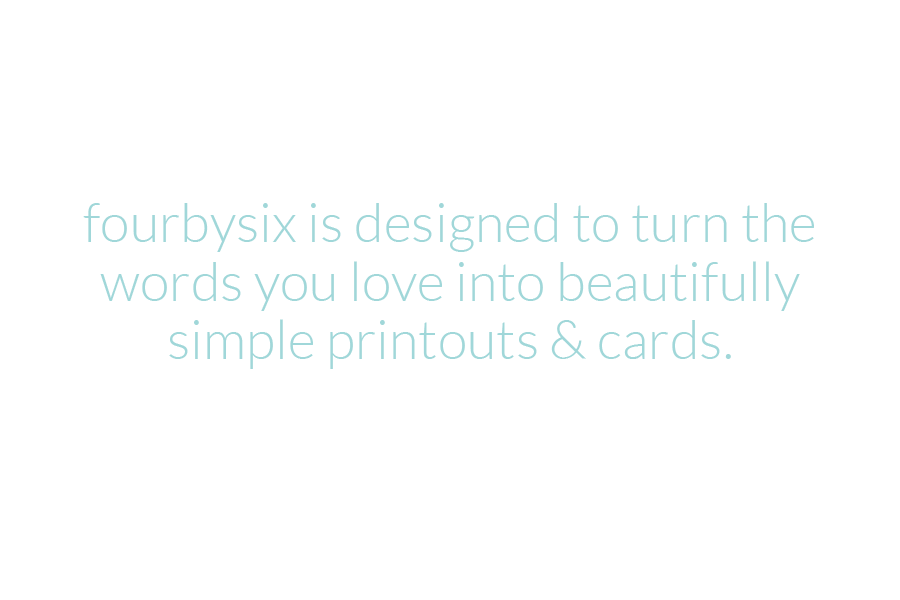 fourbysix is designed to turn the
words you love into beautifully
simple printouts & cards.